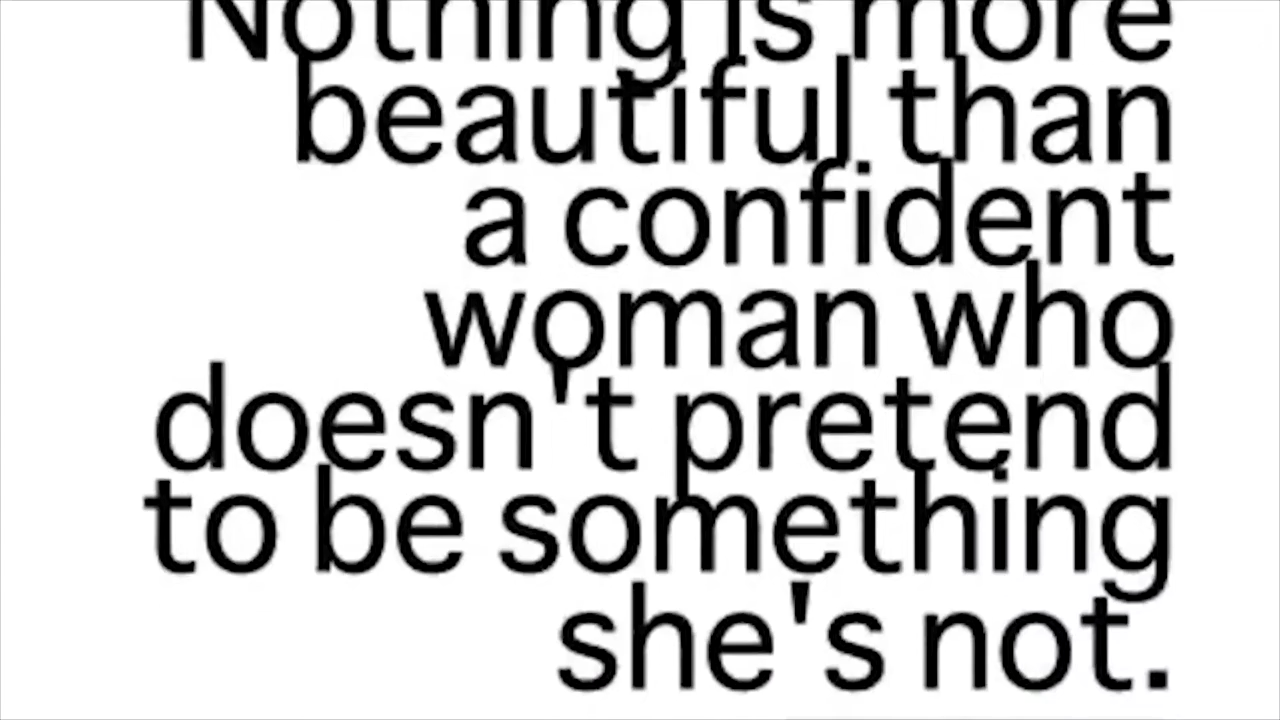 Nothing is more
beautiful than
a confident
woman who
doesn't pretend
to be something
she's not.